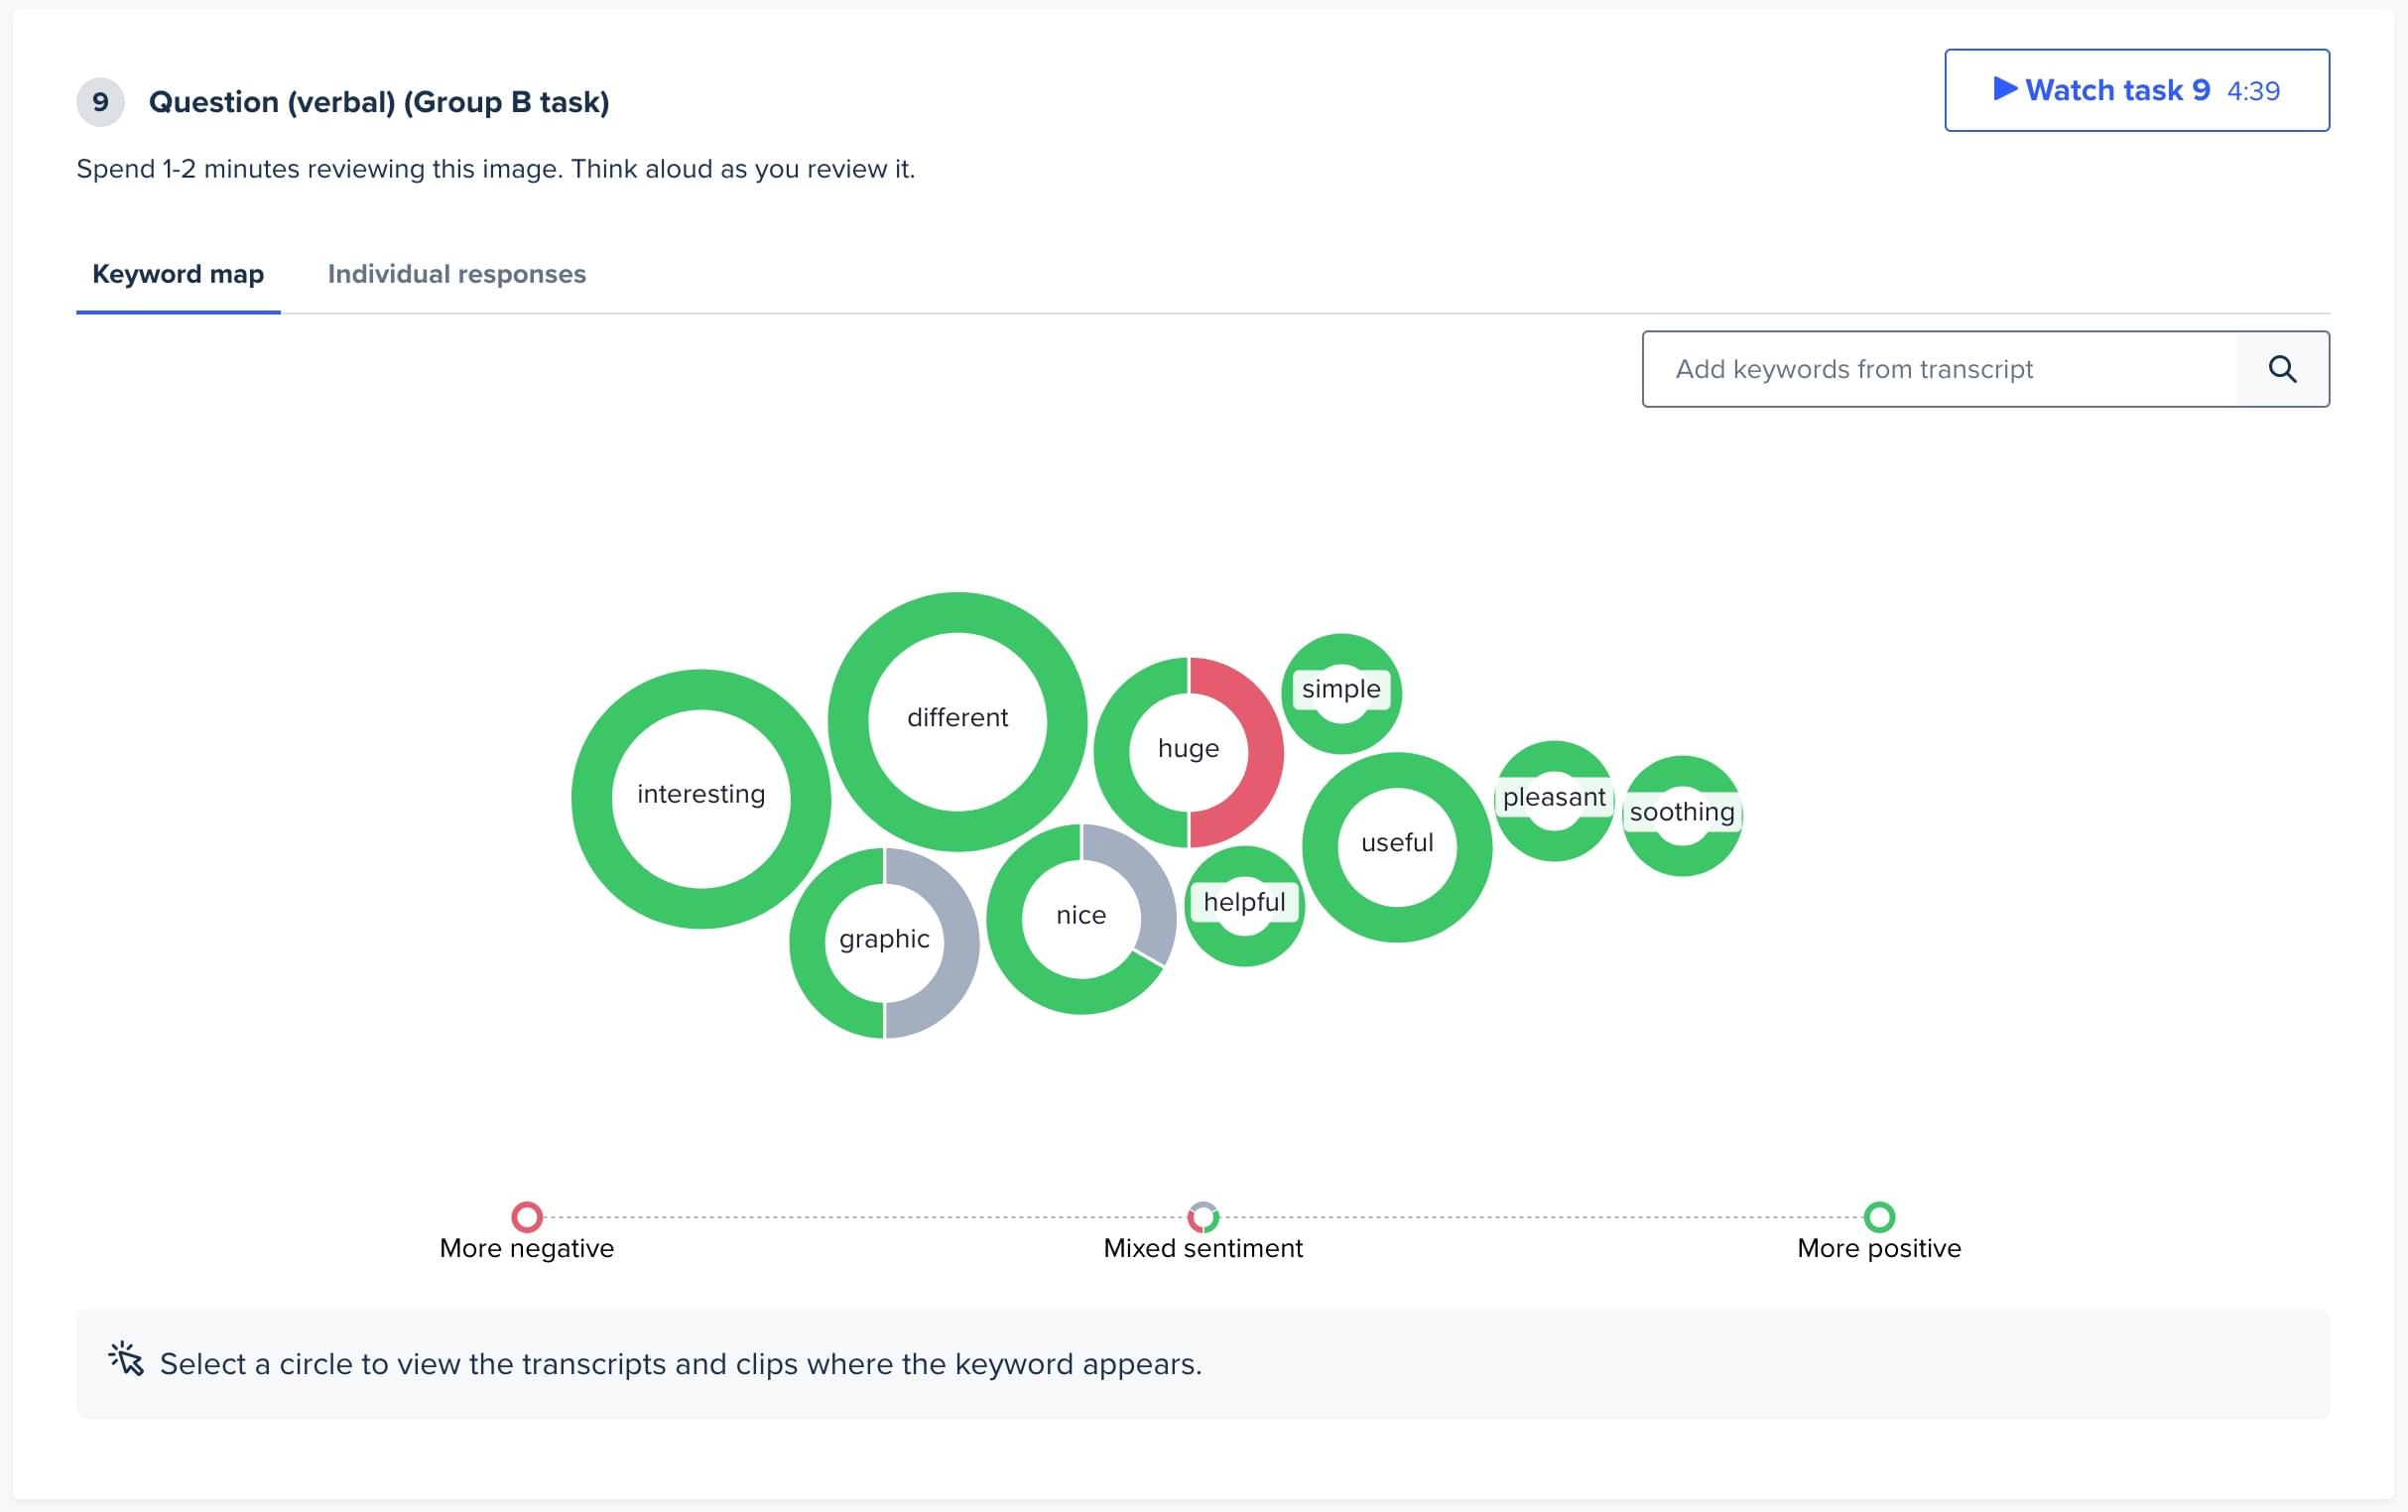 9 Question (verbal) (Group B task)
Watch task 9 4:39
Spend 1-2 minutes reviewing this image. Think aloud as you review it.
Keyword map Individual responses
Add keywords from transcript
interesting
different
huge
simple
graphic
nice
helpful
useful
pleasant
soothing
More negative Mixed sentiment More positive
Select a circle to view the transcripts and clips where the keyword appears.